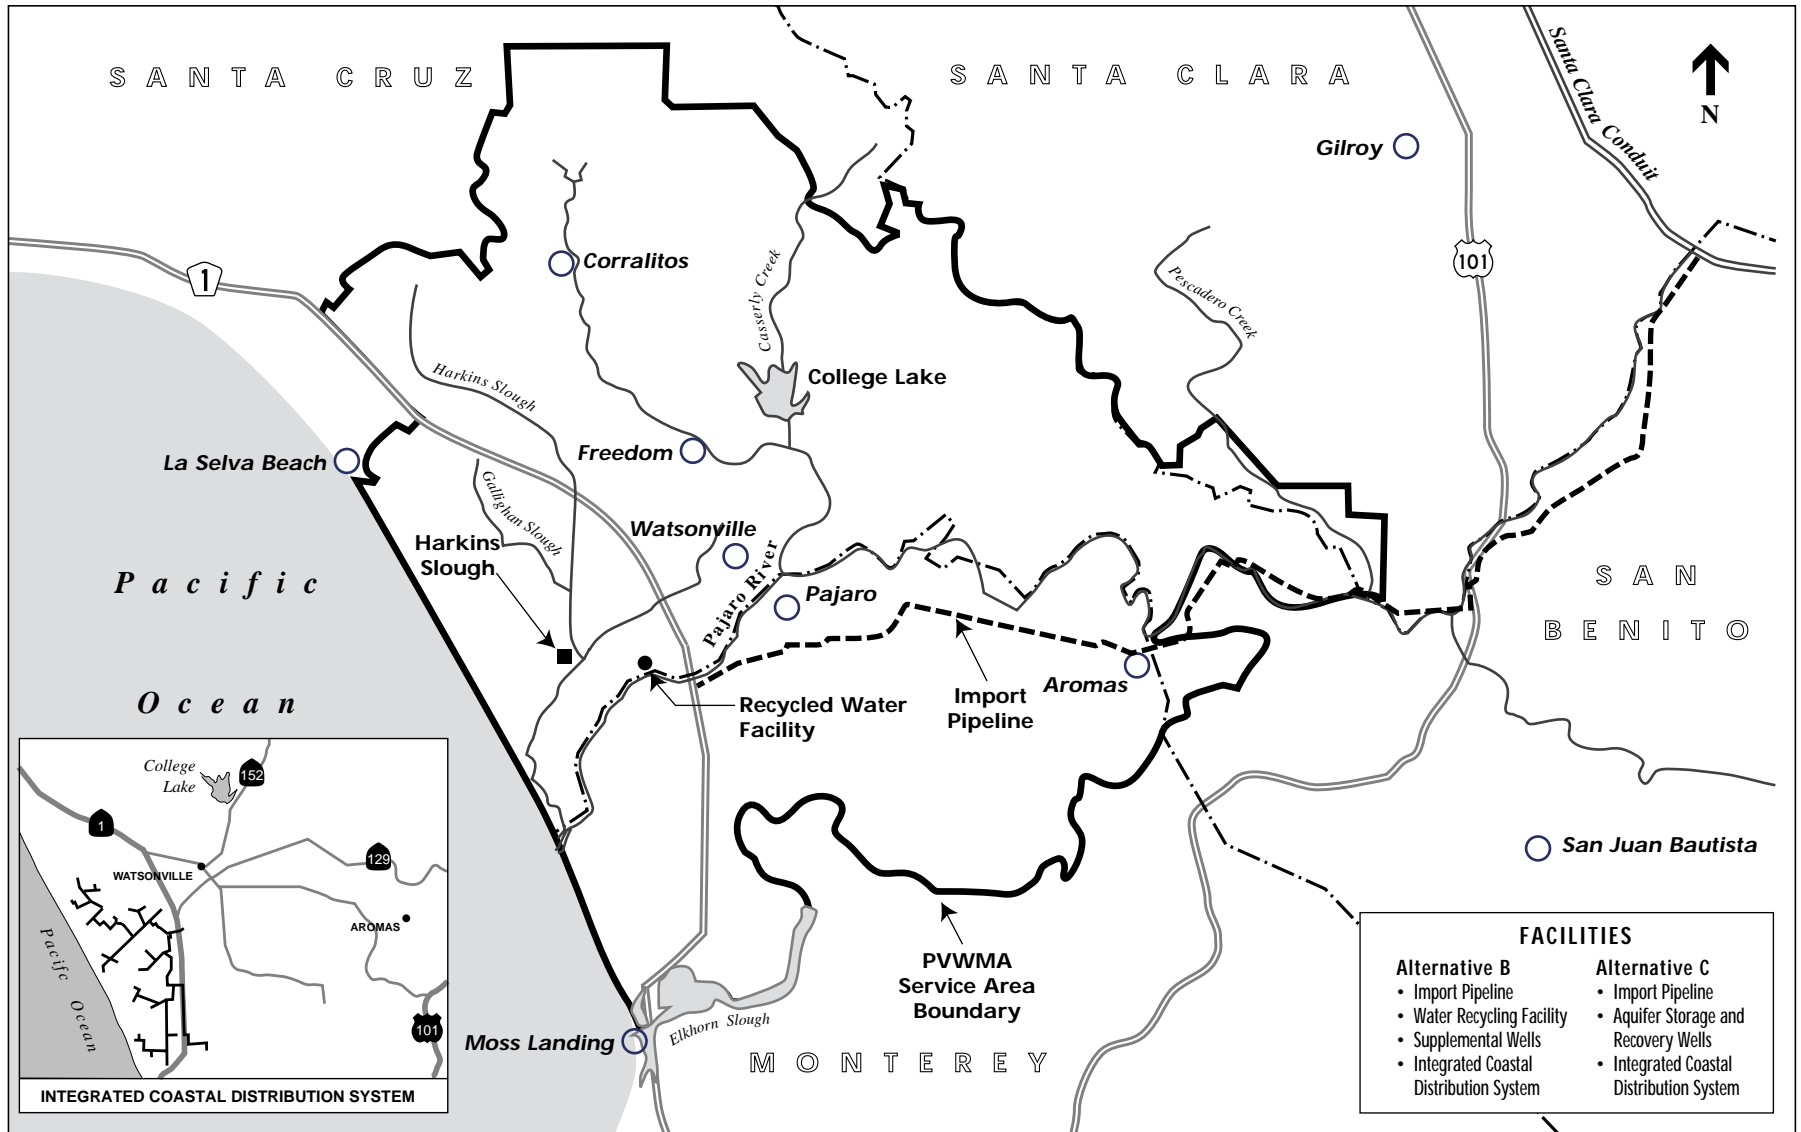 SANTA CRUZ
SANTA CLARA
Santa Clara Conduit
N
Gilroy
1
101
Corralitos
Casserly Creek
Pescadero Creek
Harkins Slough
College Lake
Freedom
La Selva Beach
Gallighan Slough
Watsonville
Harkins
Slough
Pajaro River
Pajaro
Pacific
Ocean
SAN
BENITO
Aromas
Import
Pipeline
Recycled Water
Facility
San Juan Bautista
PVWMA
Service Area
Boundary
Elkhorn Slough
Moss Landing
MONTEREY
College
Lake
152
1
129
WATSONVILLE
AROMAS
Pacifc Ocean
101
INTEGRATED COASTAL DISTRIBUTION SYSTEM
FACILITIES
Alternative B
• Import Pipeline
• Water Recycling Facility
• Supplemental Wells
• Integrated Coastal
Distribution System
Alternative C
• Import Pipeline
• Aquifer Storage and
Recovery Wells
• Integrated Coastal
Distribution System